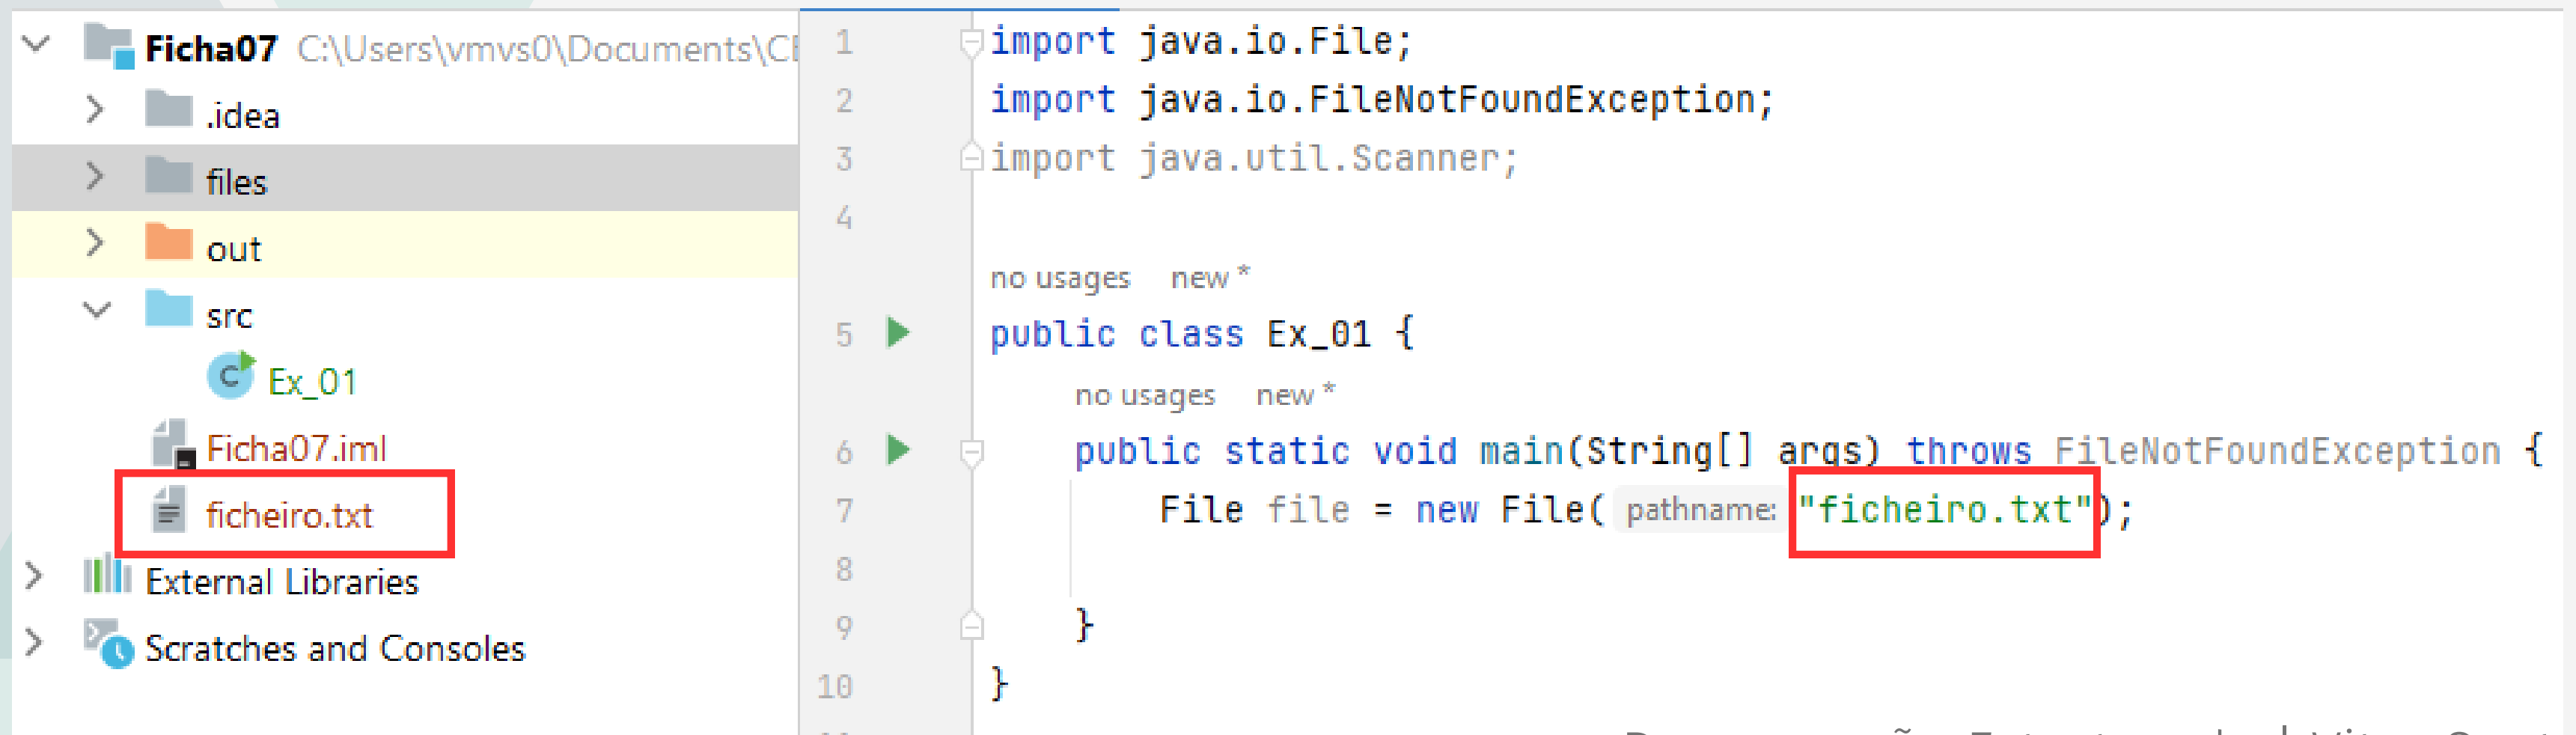 Ficha07 C:\Users\vmvs0\Documents\CE
.idea
files
out
src
Ex_01
Ficha07.iml
ficheiro.txt
External Libraries
Scratches and Consoles
1 import java.io.File;
2 import java.io.FileNotFoundException;
3 import java.util.Scanner;
4
no usages new *
5 public class Ex_01 {
no usages new *
6 public static void main(String[] args) throws FileNotFoundException {
7 File file = new File( pathname: "ficheiro.txt");
8
9 }
10 }